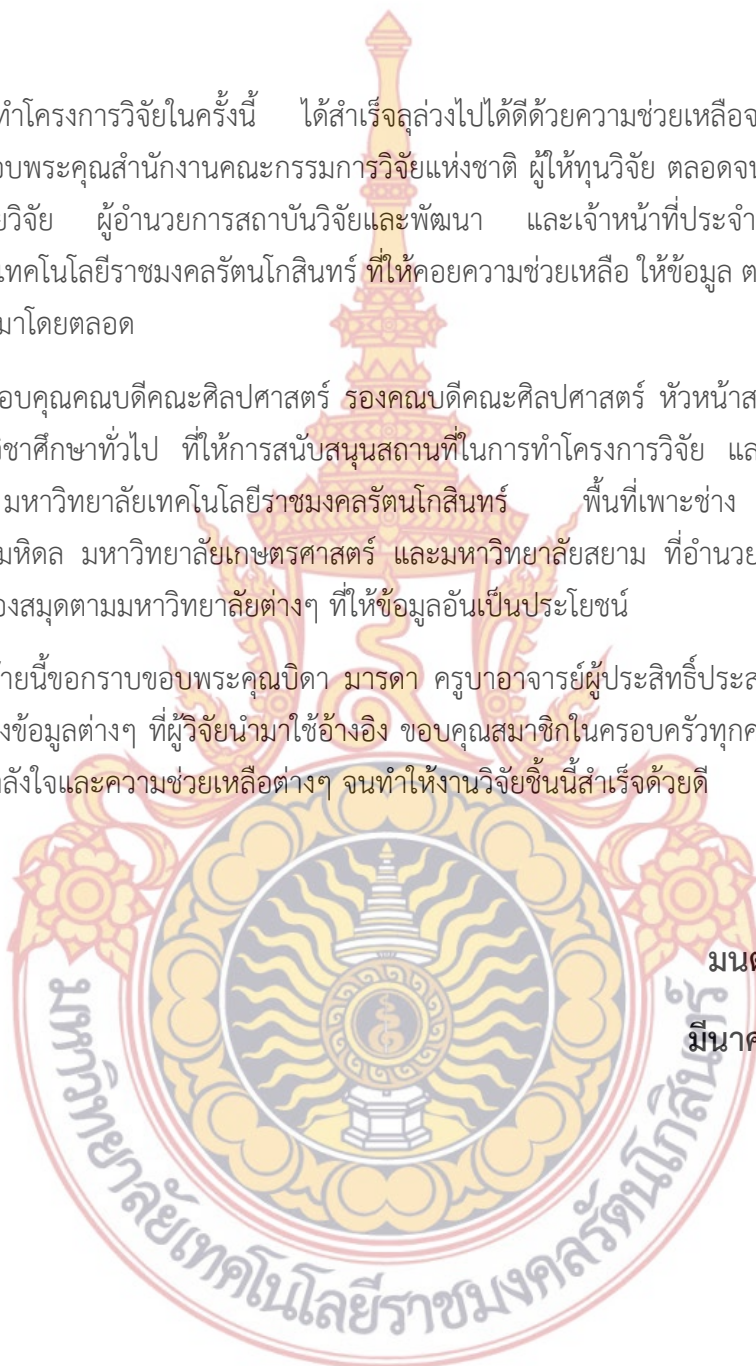 ทำโครงการวิจัยในครั้งนี้ ได้สำเร็จลุล่วงไปได้ดีด้วยความช่วยเหลือจ
อบพระคุณสำนักงานคณะกรรมการวิจัยแห่งชาติ ผู้ให้ทุนวิจัย ตลอดจน
ยวิจัย ผู้อำนวยการสถาบันวิจัยและพัฒนา และเจ้าหน้าที่ประจำ
เทคโนโลยีราชมงคลรัตนโกสินทร์ ที่ให้คอยความช่วยเหลือ ให้ข้อมูล ต
มาโดยตลอด
อบคุณคณบดีคณะศิลปศาสตร์ รองคณบดีคณะศิลปศาสตร์ หัวหน้าส
วิชาศึกษาทั่วไป ที่ให้การสนับสนุนสถานที่ในการทำโครงการวิจัย แล
มหาวิทยาลัยเทคโนโลยีราชมงคลรัตนโกสินทร์ พื้นที่เพาะช่าง
มหิดล มหาวิทยาลัยเกษตรศาสตร์ และมหาวิทยาลัยสยาม ที่อำนวย
องสมุดตามมหาวิทยาลัยต่างๆ ที่ให้ข้อมูลอันเป็นประโยชน์
ายนี้ขอกราบขอบพระคุณบิดา มารดา ครูบาอาจารย์ผู้ประสิทธิ์ประส
งข้อมูลต่างๆ ที่ผู้วิจัยนำมาใช้อ้างอิง ขอบคุณสมาชิกในครอบครัวทุกค
ลังใจและความช่วยเหลือต่างๆ จนทำให้งานวิจัยชิ้นนี้สำเร็จด้วยดี
มนต
มีนาค
มหาวิทยาลัยเทคโนโลยีราชมงคลรัตนโกสินทร์